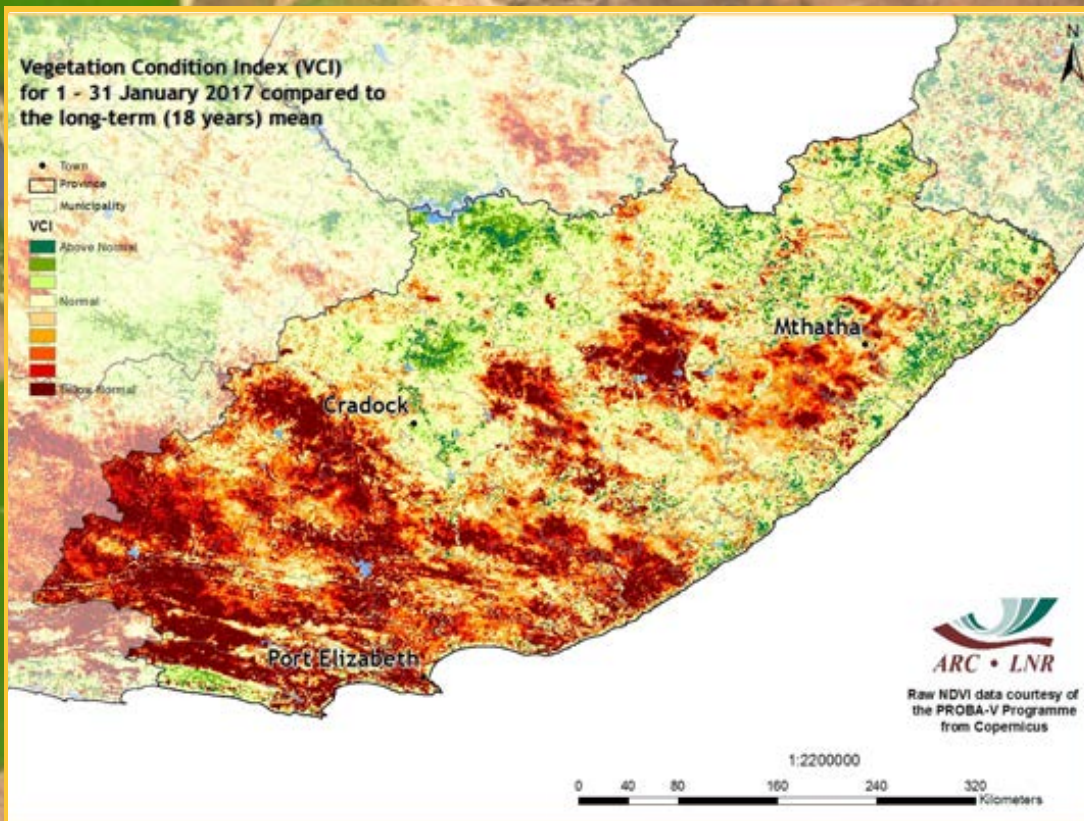 Vegetation Condition Index (VCI)
for 1 - 31 January 2017 compared to
the long-term (18 years) mean
N
Town
Province
Municipality
VCI
Above Normal
Normal
Below Normal
Mthatha
Cradock
Port Elizabeth
ARC • LNR
Raw NDVI data courtesy of
the PROBA-V Programme
from Copernicus
1:2200000
0 40 80 160 240 320
Kilometers